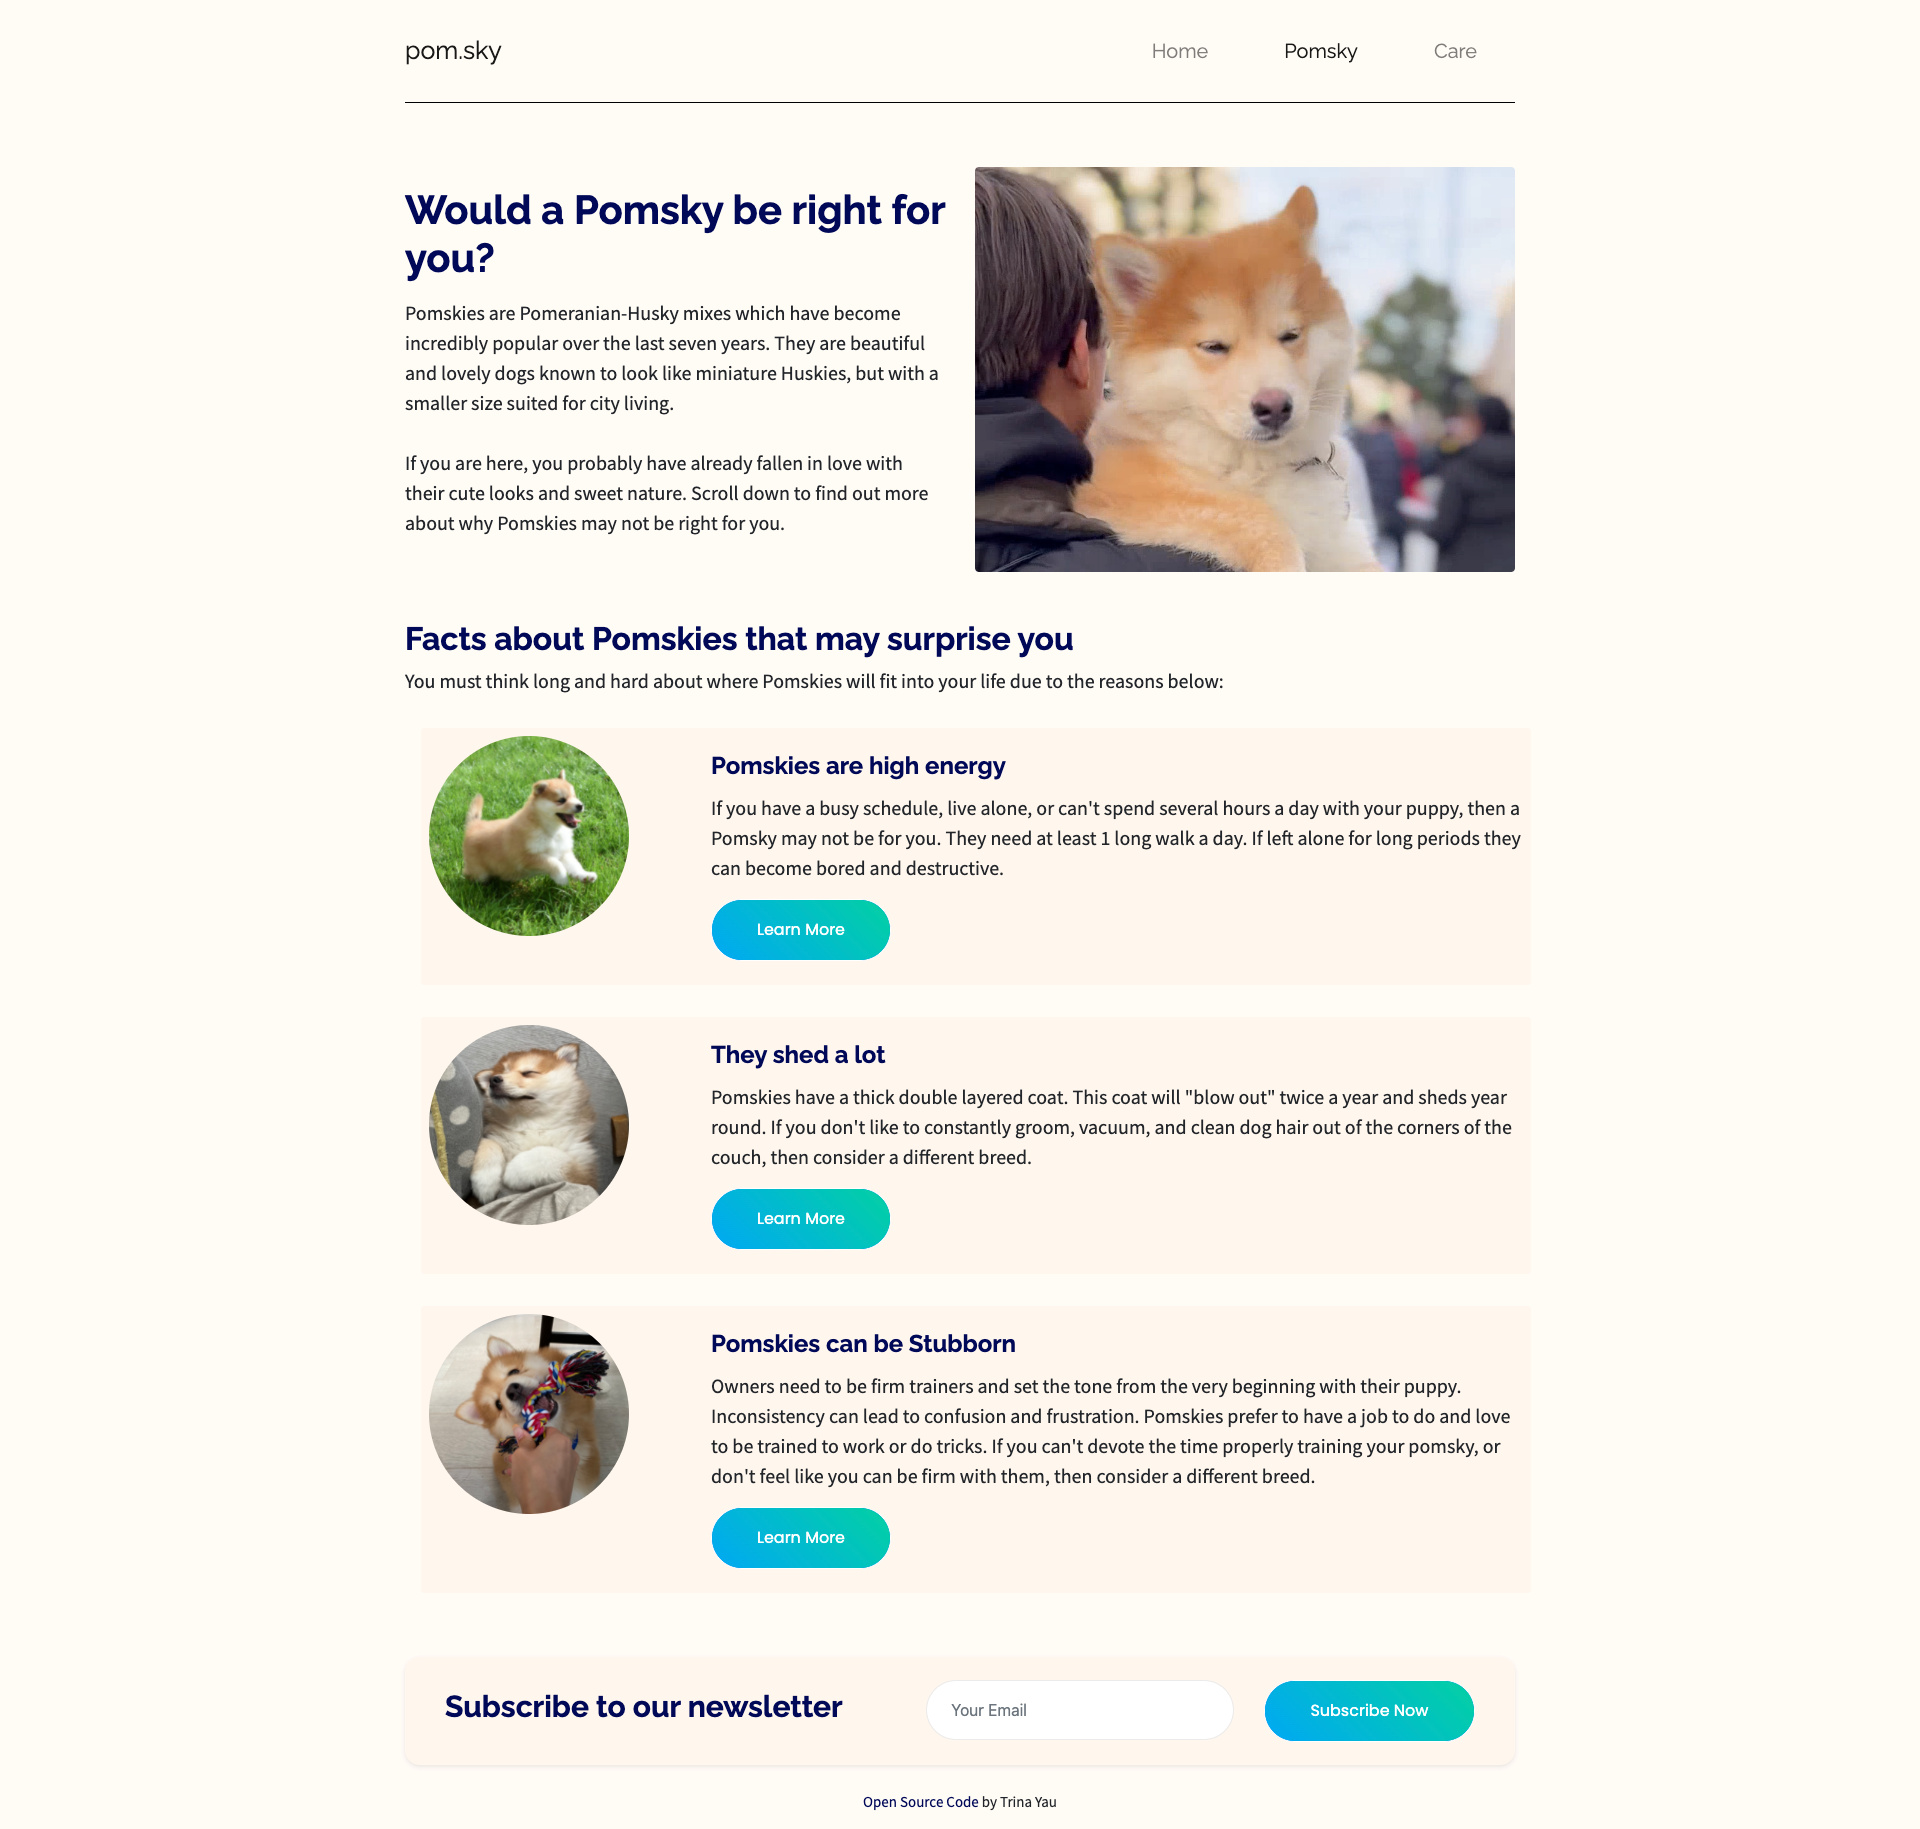 pom.sky
Home
Pomsky
Care
Would a Pomsky be right for
you?
Pomskies are Pomeranian-Husky mixes which have become
incredibly popular over the last seven years. They are beautiful
and lovely dogs known to look like miniature Huskies, but with a
smaller size suited for city living.
If you are here, you probably have already fallen in love with
their cute looks and sweet nature. Scroll down to find out more
about why Pomskies may not be right for you.
Facts about Pomskies that may surprise you
You must think long and hard about where Pomskies will fit into your life due to the reasons below:
Pomskies are high energy
If you have a busy schedule, live alone, or can't spend several hours a day with your puppy, then a
Pomsky may not be for you. They need at least 1 long walk a day. If left alone for long periods they
can become bored and destructive.
Learn More
They shed a lot
Pomskies have a thick double layered coat. This coat will "blow out" twice a year and sheds year
round. If you don't like to constantly groom, vacuum, and clean dog hair out of the corners of the
couch, then consider a different breed.
Learn More
Pomskies can be Stubborn
Owners need to be firm trainers and set the tone from the very beginning with their puppy.
Inconsistency can lead to confusion and frustration. Pomskies prefer to have a job to do and love
to be trained to work or do tricks. If you can't devote the time properly training your pomsky, or
don't feel like you can be firm with them, then consider a different breed.
Learn More
Subscribe to our newsletter
Your Email
Subscribe Now
Open Source Code by Trina Yau